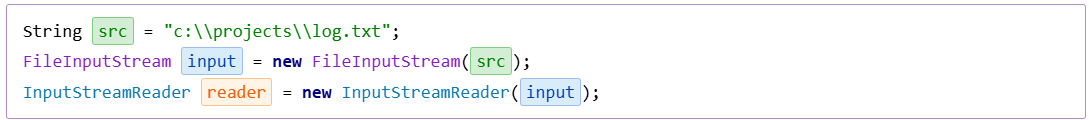 String src = "c:\\projects\\log.txt";
FileInputStream input = new FileInputStream(src);
InputStreamReader reader = new InputStreamReader(input);